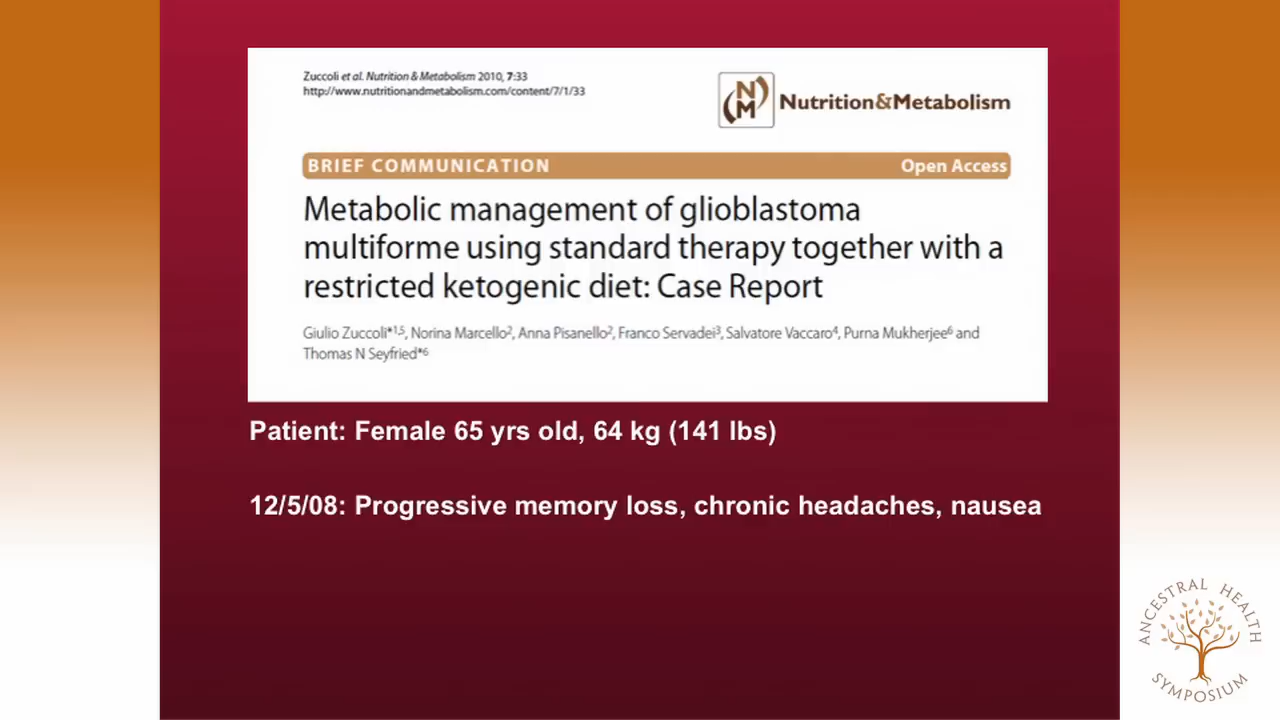 Zuccoli et al. Nutrition & Metabolism 2010, 7:33
http://www.nutritionandmetabolism.com/content/7/1/33
NM
Nutrition&Metabolism
BRIEF COMMUNICATION
Open Access
Metabolic management of glioblastoma
multiforme using standard therapy together with a
restricted ketogenic diet: Case Report
Giulio Zuccoli*1,5, Norina Marcello2, Anna Pisanello2, Franco Servadei3, Salvatore Vaccaro4, Purna Mukherjee6 and
Thomas N Seyfried*6
Patient: Female 65 yrs old, 64 kg (141 lbs)
12/5/08: Progressive memory loss, chronic headaches, nausea
ANCESTRAL HEALTH
SYMPOSIUM